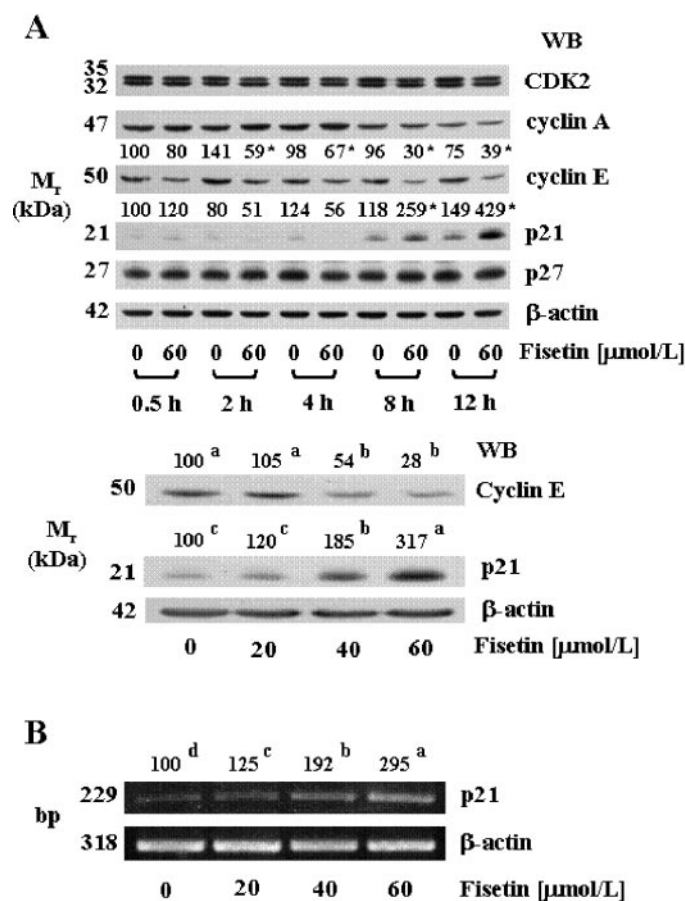 A
WB
35
32
CDK2
47
cyclin A
100 80 141 59* 98 67* 96 30* 75 39*
Mr
(kDa)
50
cyclin E
100 120 80 51 124 56 118 259* 149 429*
21
p21
27
p27
42
β-actin
0 60 0 60 0 60 0 60 0 60 Fisetin [μmol/L]
0.5 h 2 h 4 h 8 h 12 h
100 a 105 a 54 b 28 b WB
50
Cyclin E
Mr
(kDa)
100 c 120 c 185 b 317 a
21
p21
42
β-actin
0 20 40 60 Fisetin [μmol/L]
B
100 d 125 c 192 b 295 a
229
p21
bp
318
β-actin
0 20 40 60 Fisetin [μmol/L]